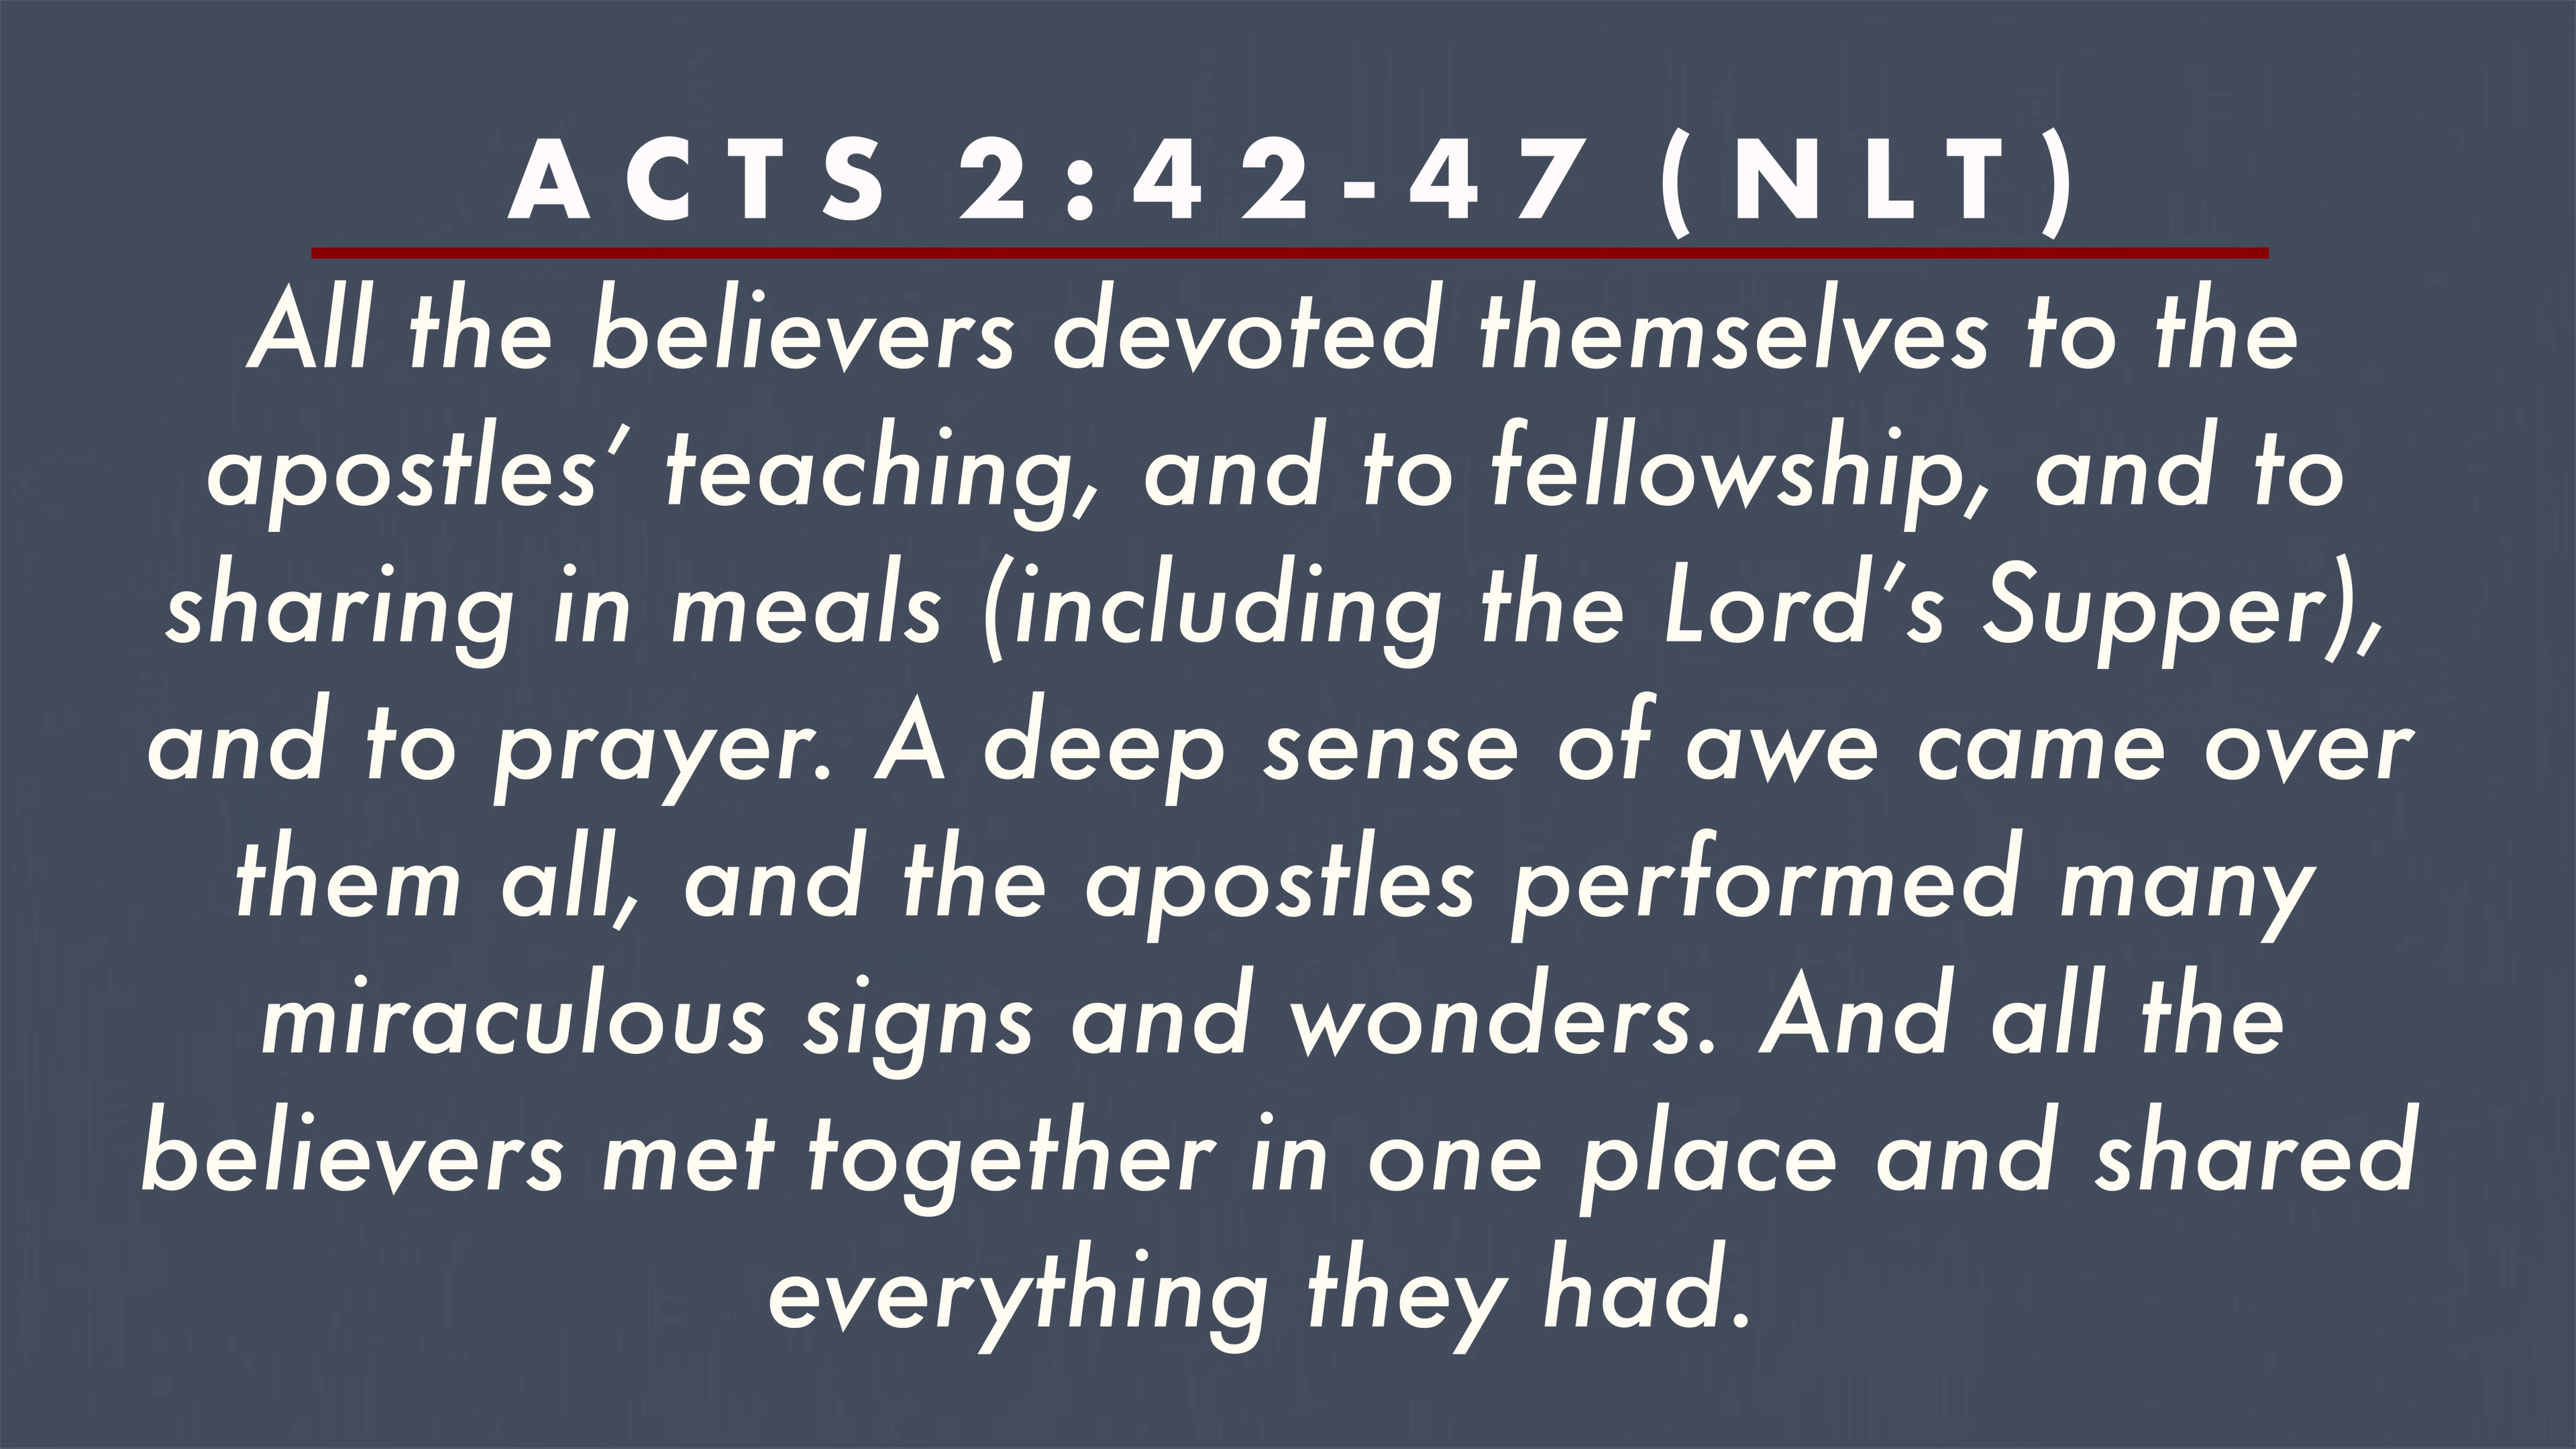 ACTS 2:42-47 (NLT)
All the believers devoted themselves to the
apostles’ teaching, and to fellowship, and to
sharing in meals (including the Lord’s Supper),
and to prayer. A deep sense of awe came over
them all, and the apostles performed many
miraculous signs and wonders. And all the
believers met together in one place and shared
everything they had.